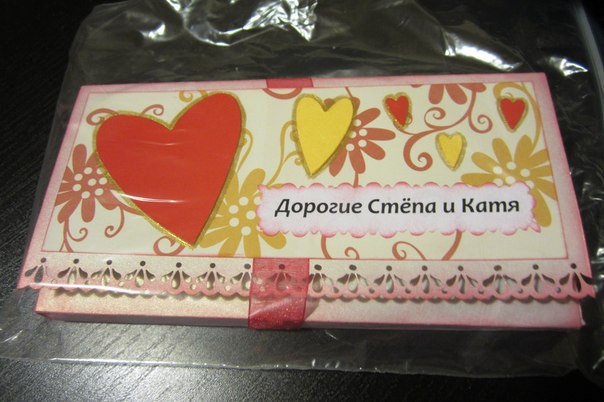 Дорогие Стёпа и Катя